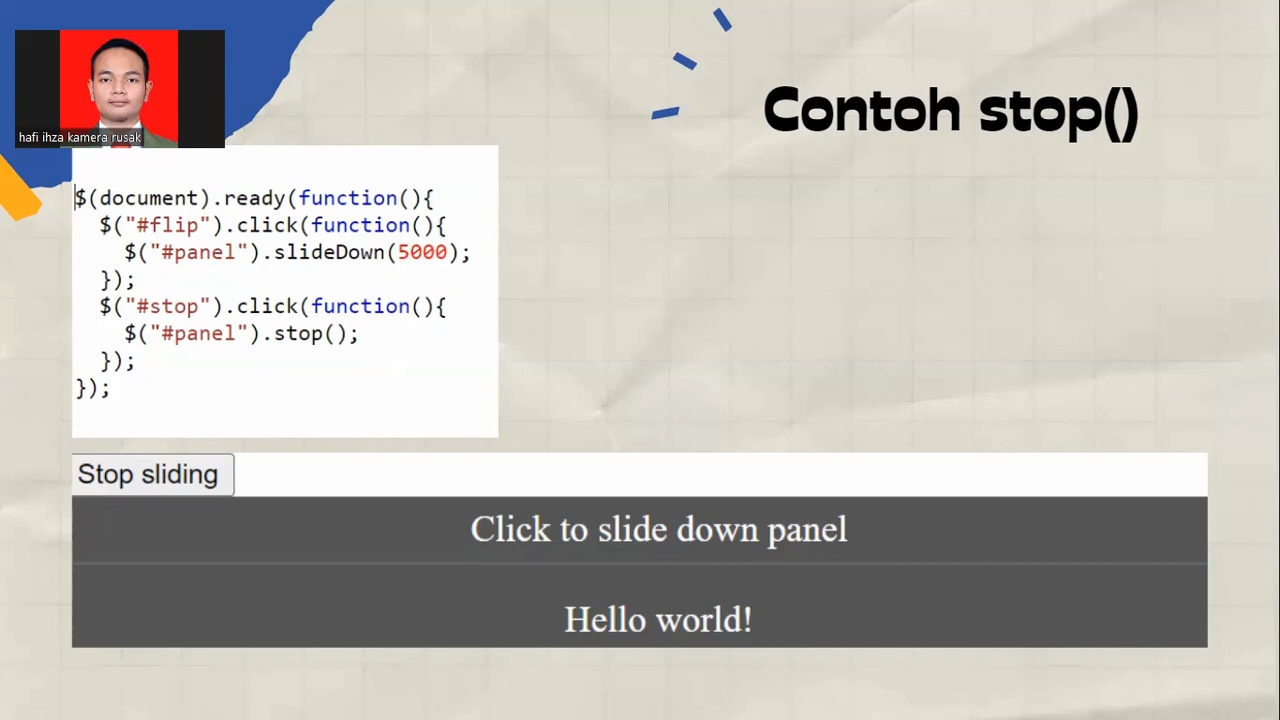 hafi ihza kamera rusak
Contoh stop()
$(document).ready(function(){
  $("#flip").click(function(){
    $("#panel").slideDown(5000);
  });
  $("#stop").click(function(){
    $("#panel").stop();
  });
});
Stop sliding
Click to slide down panel
Hello world!